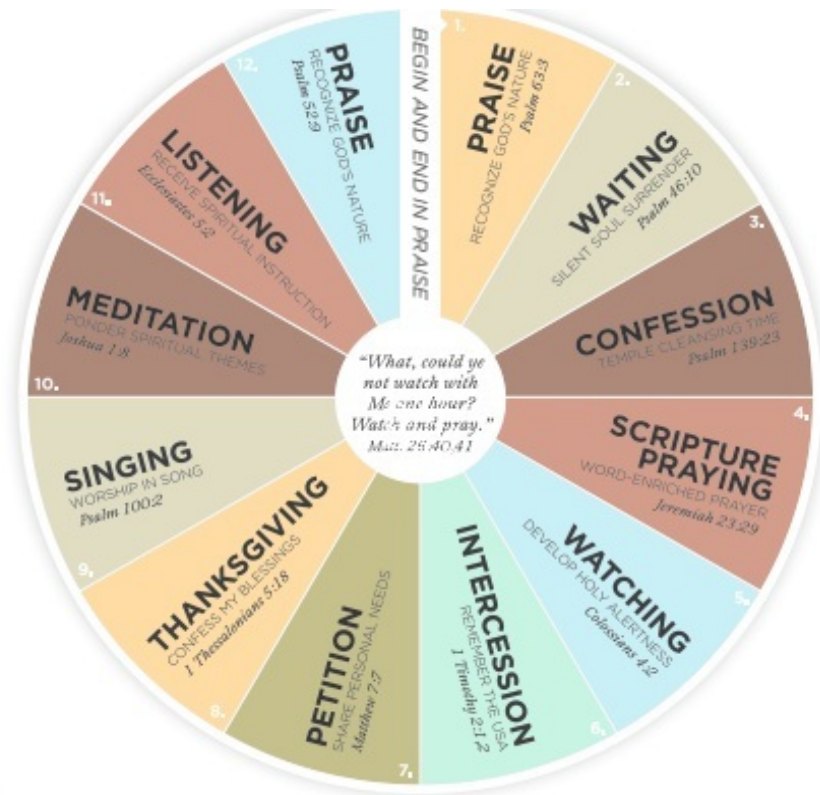 BEGIN AND END IN PRAISE
1.
PRAISE
RECOGNIZE GOD'S NATURE
Psalm 63:3
2.
WAITING
SILENT SOUL SURRENDER
Psalm 46:10
3.
CONFESSION
TEMPLE CLEANSING TIME
Psalm 139:23
4.
SCRIPTURE
PRAYING
WORD-ENRICHED PRAYER
Jeremiah 23:29
5.
WATCHING
DEVELOP HOLY ALERTNESS
Colossians 4:2
6.
INTERCESSION
REMEMBER THE USA
1 Timothy 2:1,2
7.
PETITION
SHARE PERSONAL NEEDS
Matthew 7:7
8.
THANKSGIVING
CONFESS MY BLESSINGS
1 Thessalonians 5:18
9.
SINGING
WORSHIP IN SONG
Psalm 100:2
10.
MEDITATION
PONDER SPIRITUAL THEMES
Joshua 1:8
11.
LISTENING
RECEIVE SPIRITUAL INSTRUCTION
Ecclesiastes 5:2
12.
PRAISE
RECOGNIZE GOD'S NATURE
Psalm 52:9
“What, could ye
not watch with
Me one hour?
Watch and pray.”
Matt. 26:40,41